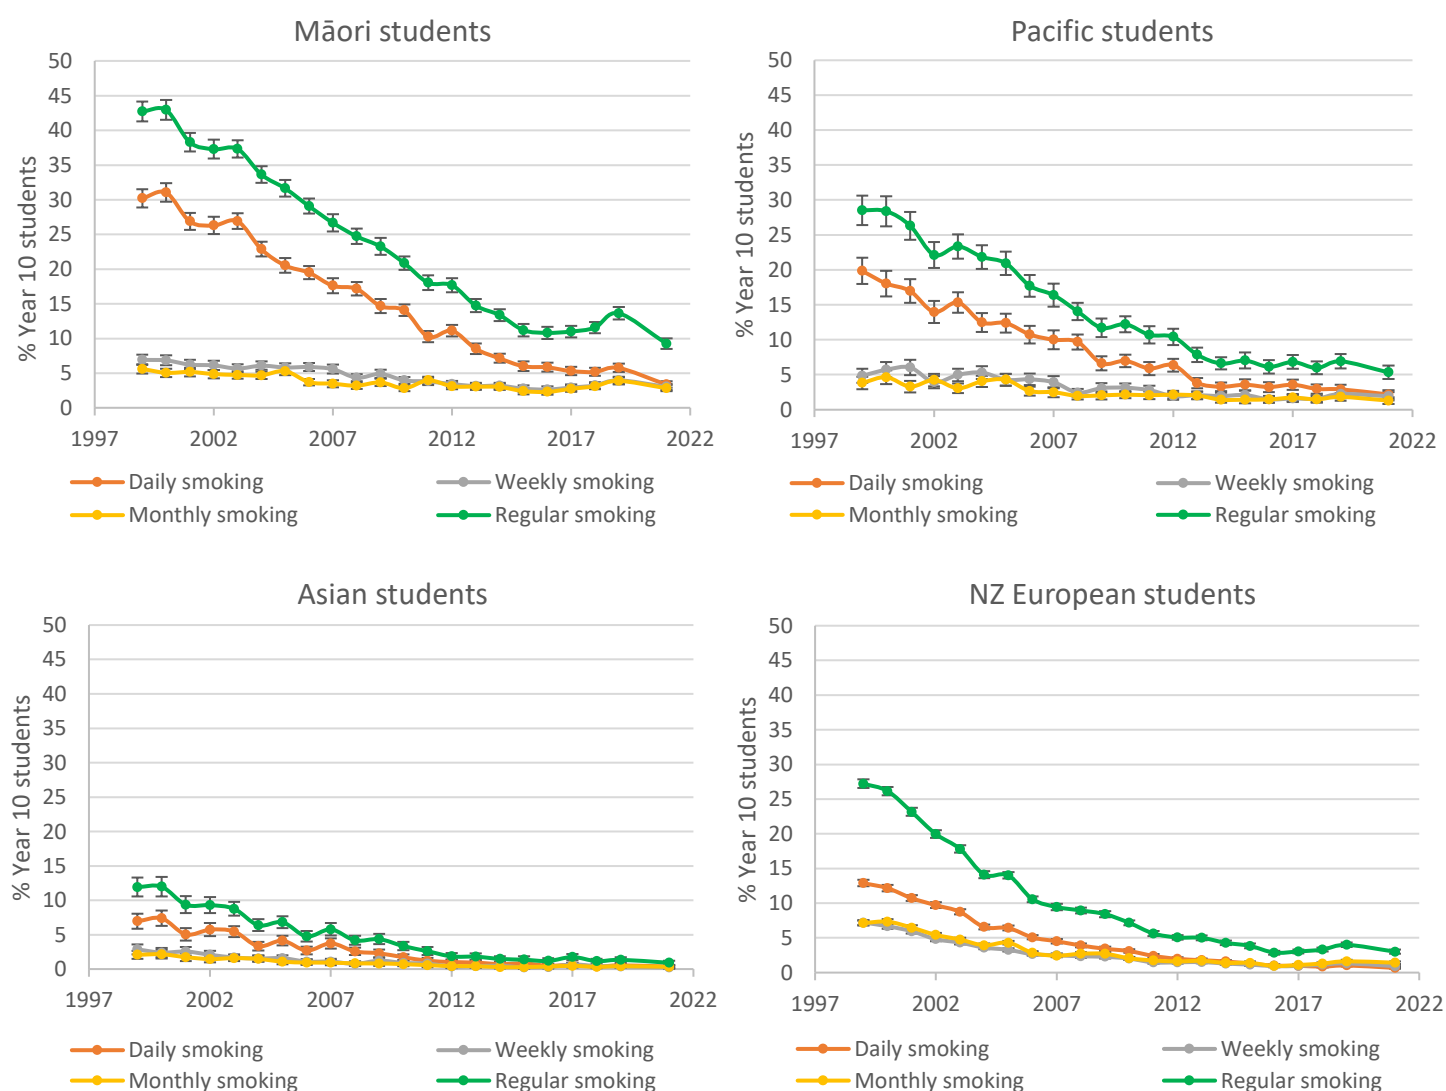 Māori students
50
45
40
35
30
25
20
15
10
5
0
% Year 10 students
1997 2002 2007 2012 2017 2022
Daily smoking Weekly smoking
Monthly smoking Regular smoking
Pacific students
50
45
40
35
30
25
20
15
10
5
0
% Year 10 students
1997 2002 2007 2012 2017 2022
Daily smoking Weekly smoking
Monthly smoking Regular smoking
Asian students
50
45
40
35
30
25
20
15
10
5
0
% Year 10 students
1997 2002 2007 2012 2017 2022
Daily smoking Weekly smoking
Monthly smoking Regular smoking
NZ European students
50
45
40
35
30
25
20
15
10
5
0
% Year 10 students
1997 2002 2007 2012 2017 2022
Daily smoking Weekly smoking
Monthly smoking Regular smoking